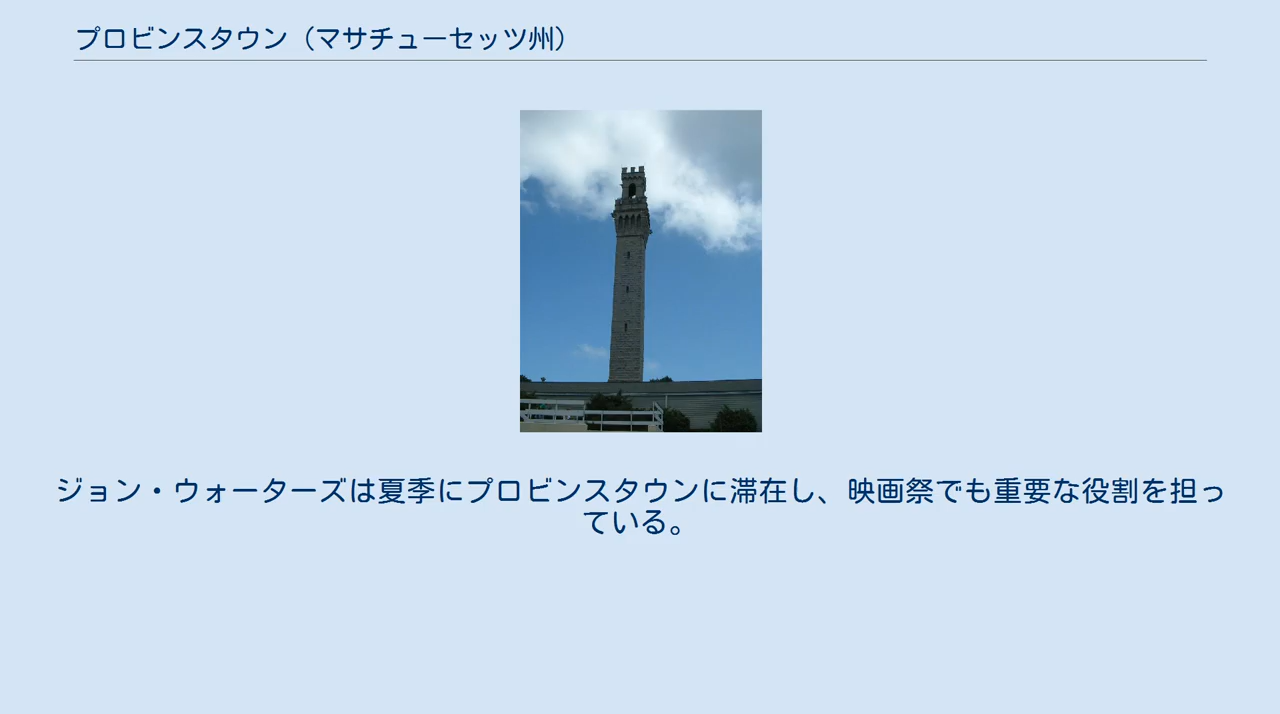 プロビンスタウン（マサチューセッツ州）
ジョン・ウォーターズは夏季にプロビンスタウンに滞在し、映画祭でも重要な役割を担っ
ている。